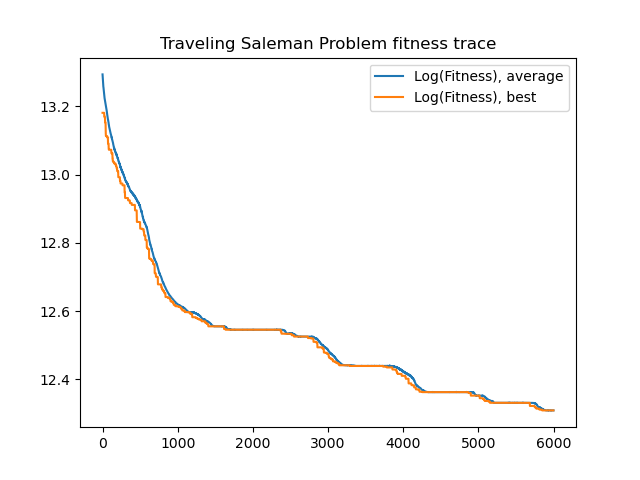 Traveling Saleman Problem fitness trace
Log(Fitness), average
Log(Fitness), best
13.2
13.0
12.8
12.6
12.4
0 1000 2000 3000 4000 5000 6000